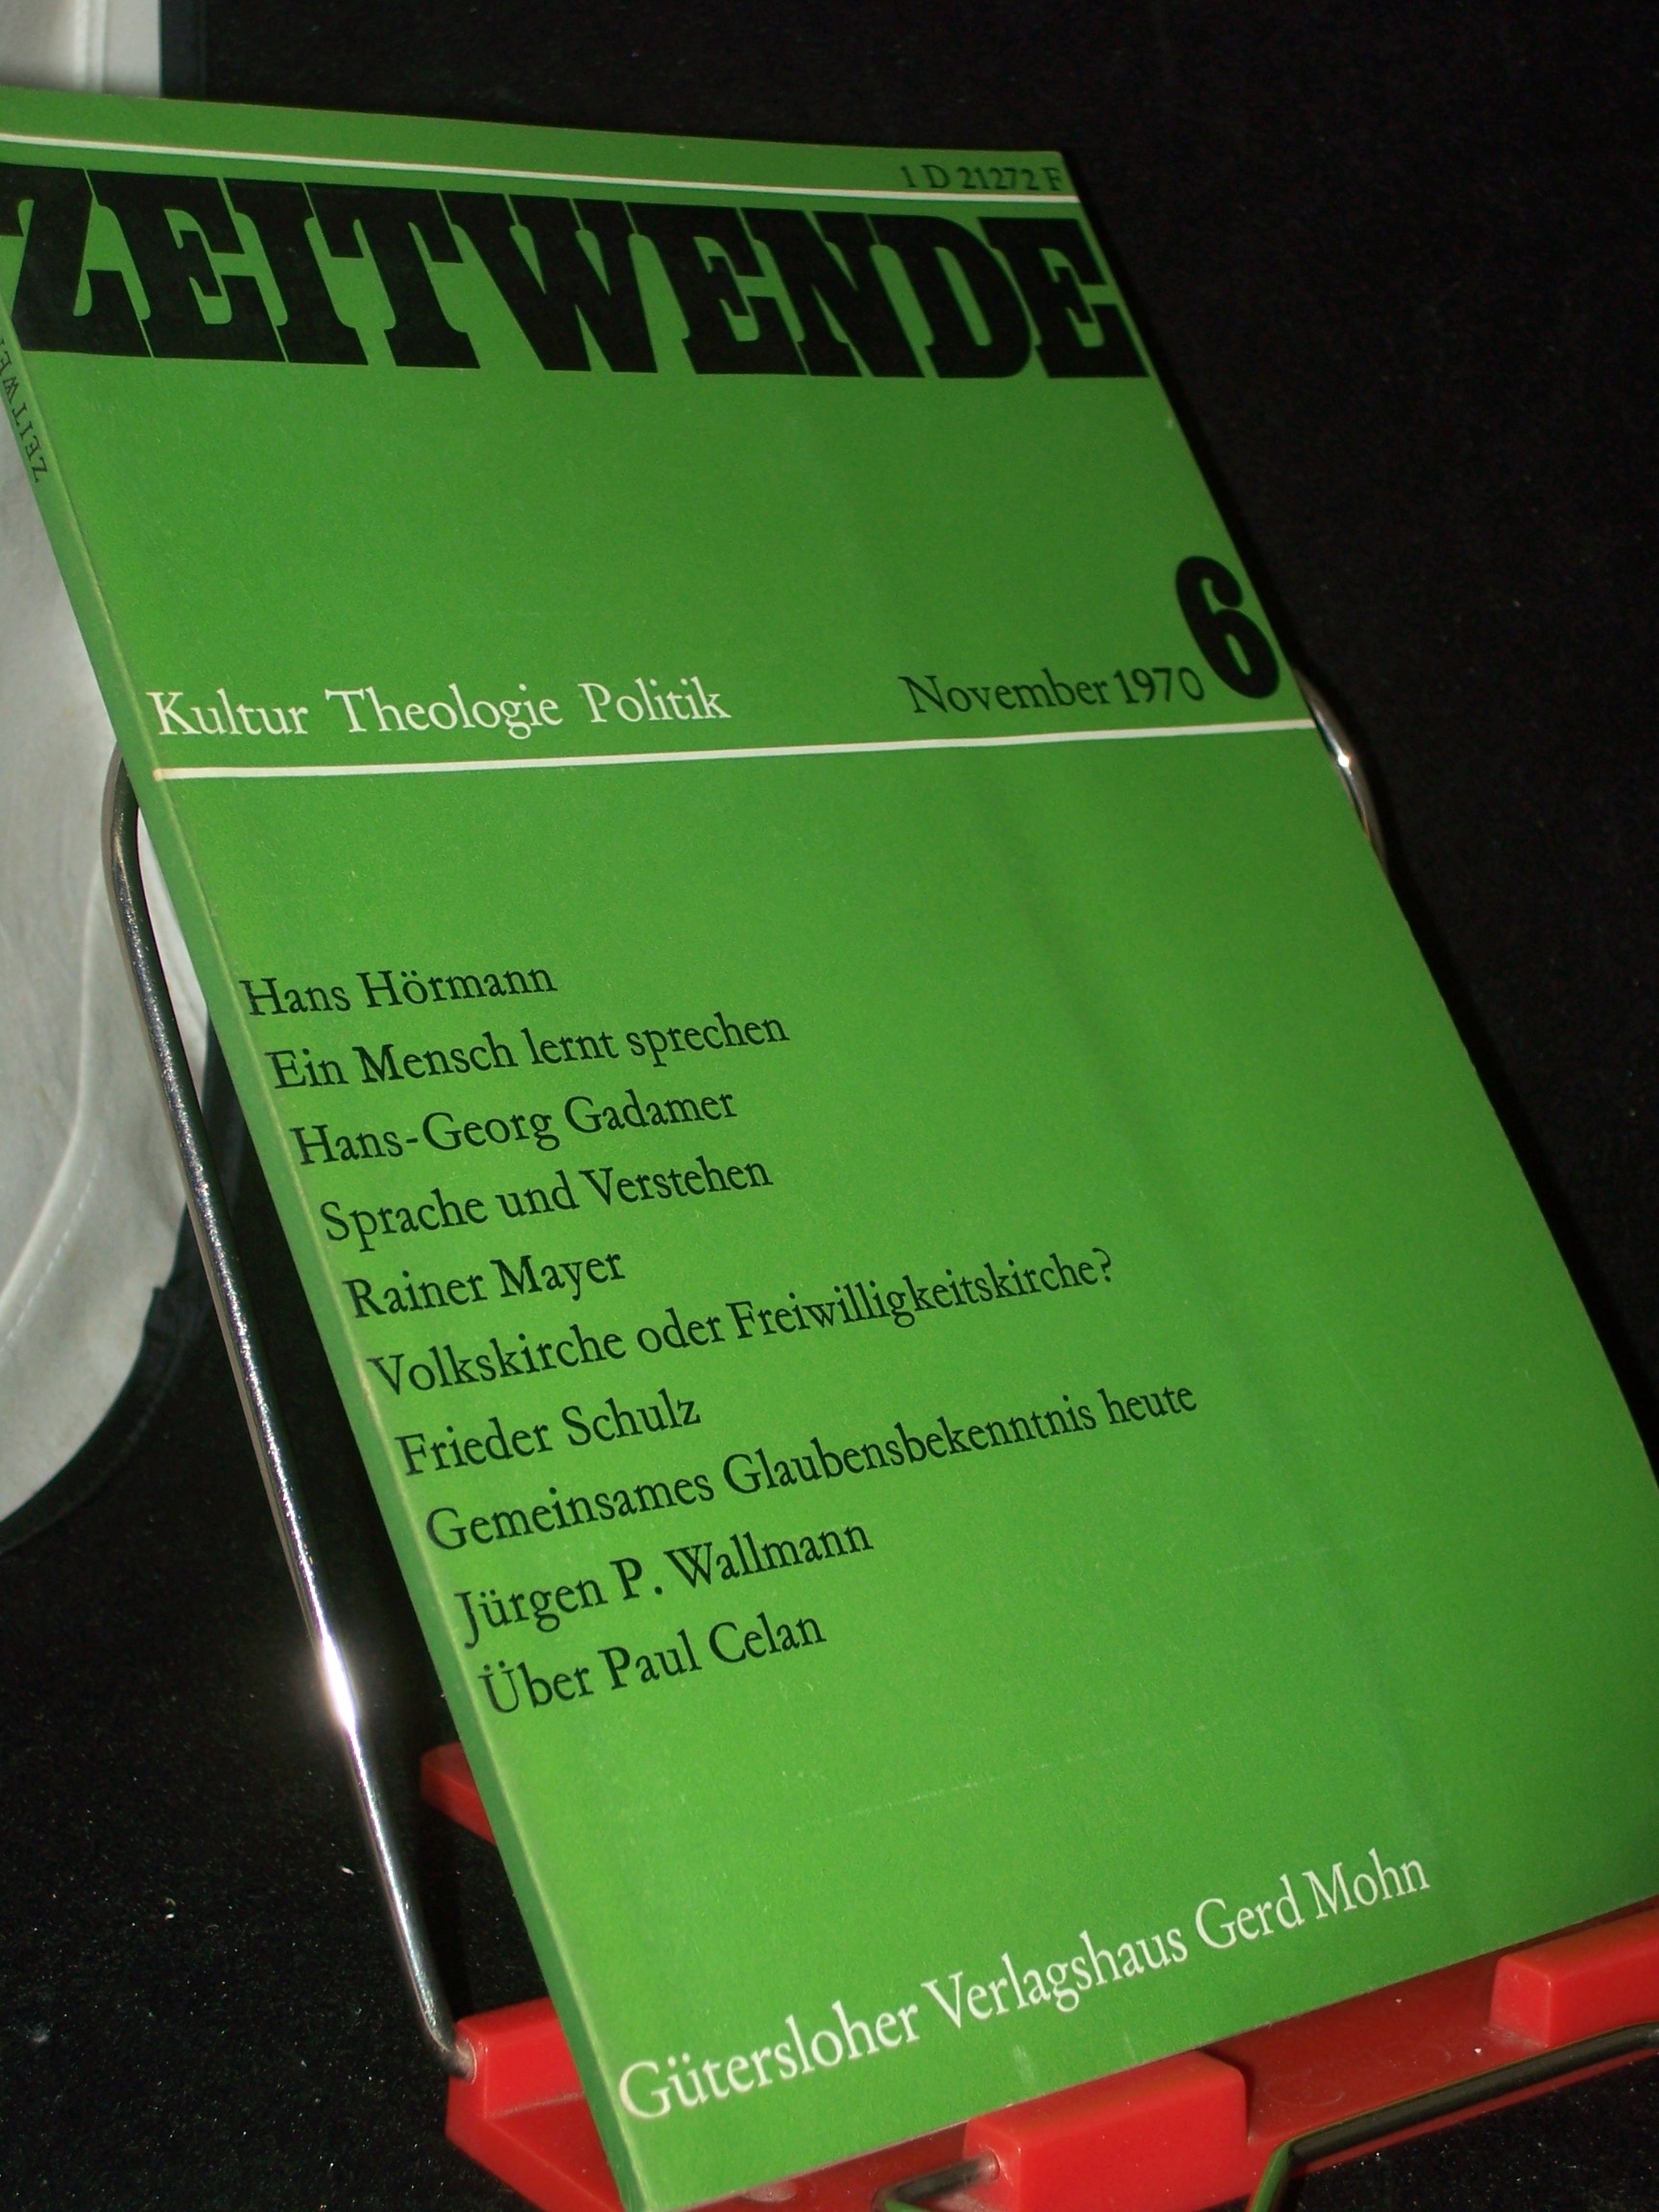 1 D 21272 F
ZEITWENDE
Kultur Theologie Politik
November 1970
6
Hans Hörmann
Ein Mensch lernt sprechen
Hans-Georg Gadamer
Sprache und Verstehen
Rainer Mayer
Volkskirche oder Freiwilligkeitskirche?
Frieder Schulz
Gemeinsames Glaubensbekenntnis heute
Jürgen P. Wallmann
Über Paul Celan
Gütersloher Verlagshaus Gerd Mohn